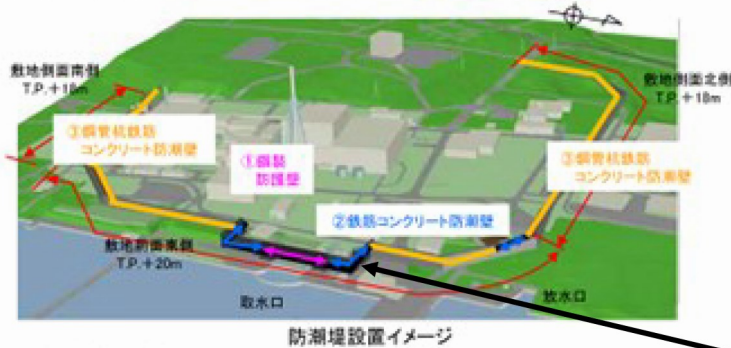 敷地側面南側
T.P.+18m
敷地側面北側
T.P.+18m
③鋼管杭鉄筋
コンクリート防潮壁
①鋼製
防護壁
③鋼管杭鉄筋
コンクリート防潮壁
②鉄筋コンクリート防潮壁
敷地前面東側
T.P.+20m
取水口
放水口
防潮堤設置イメージ